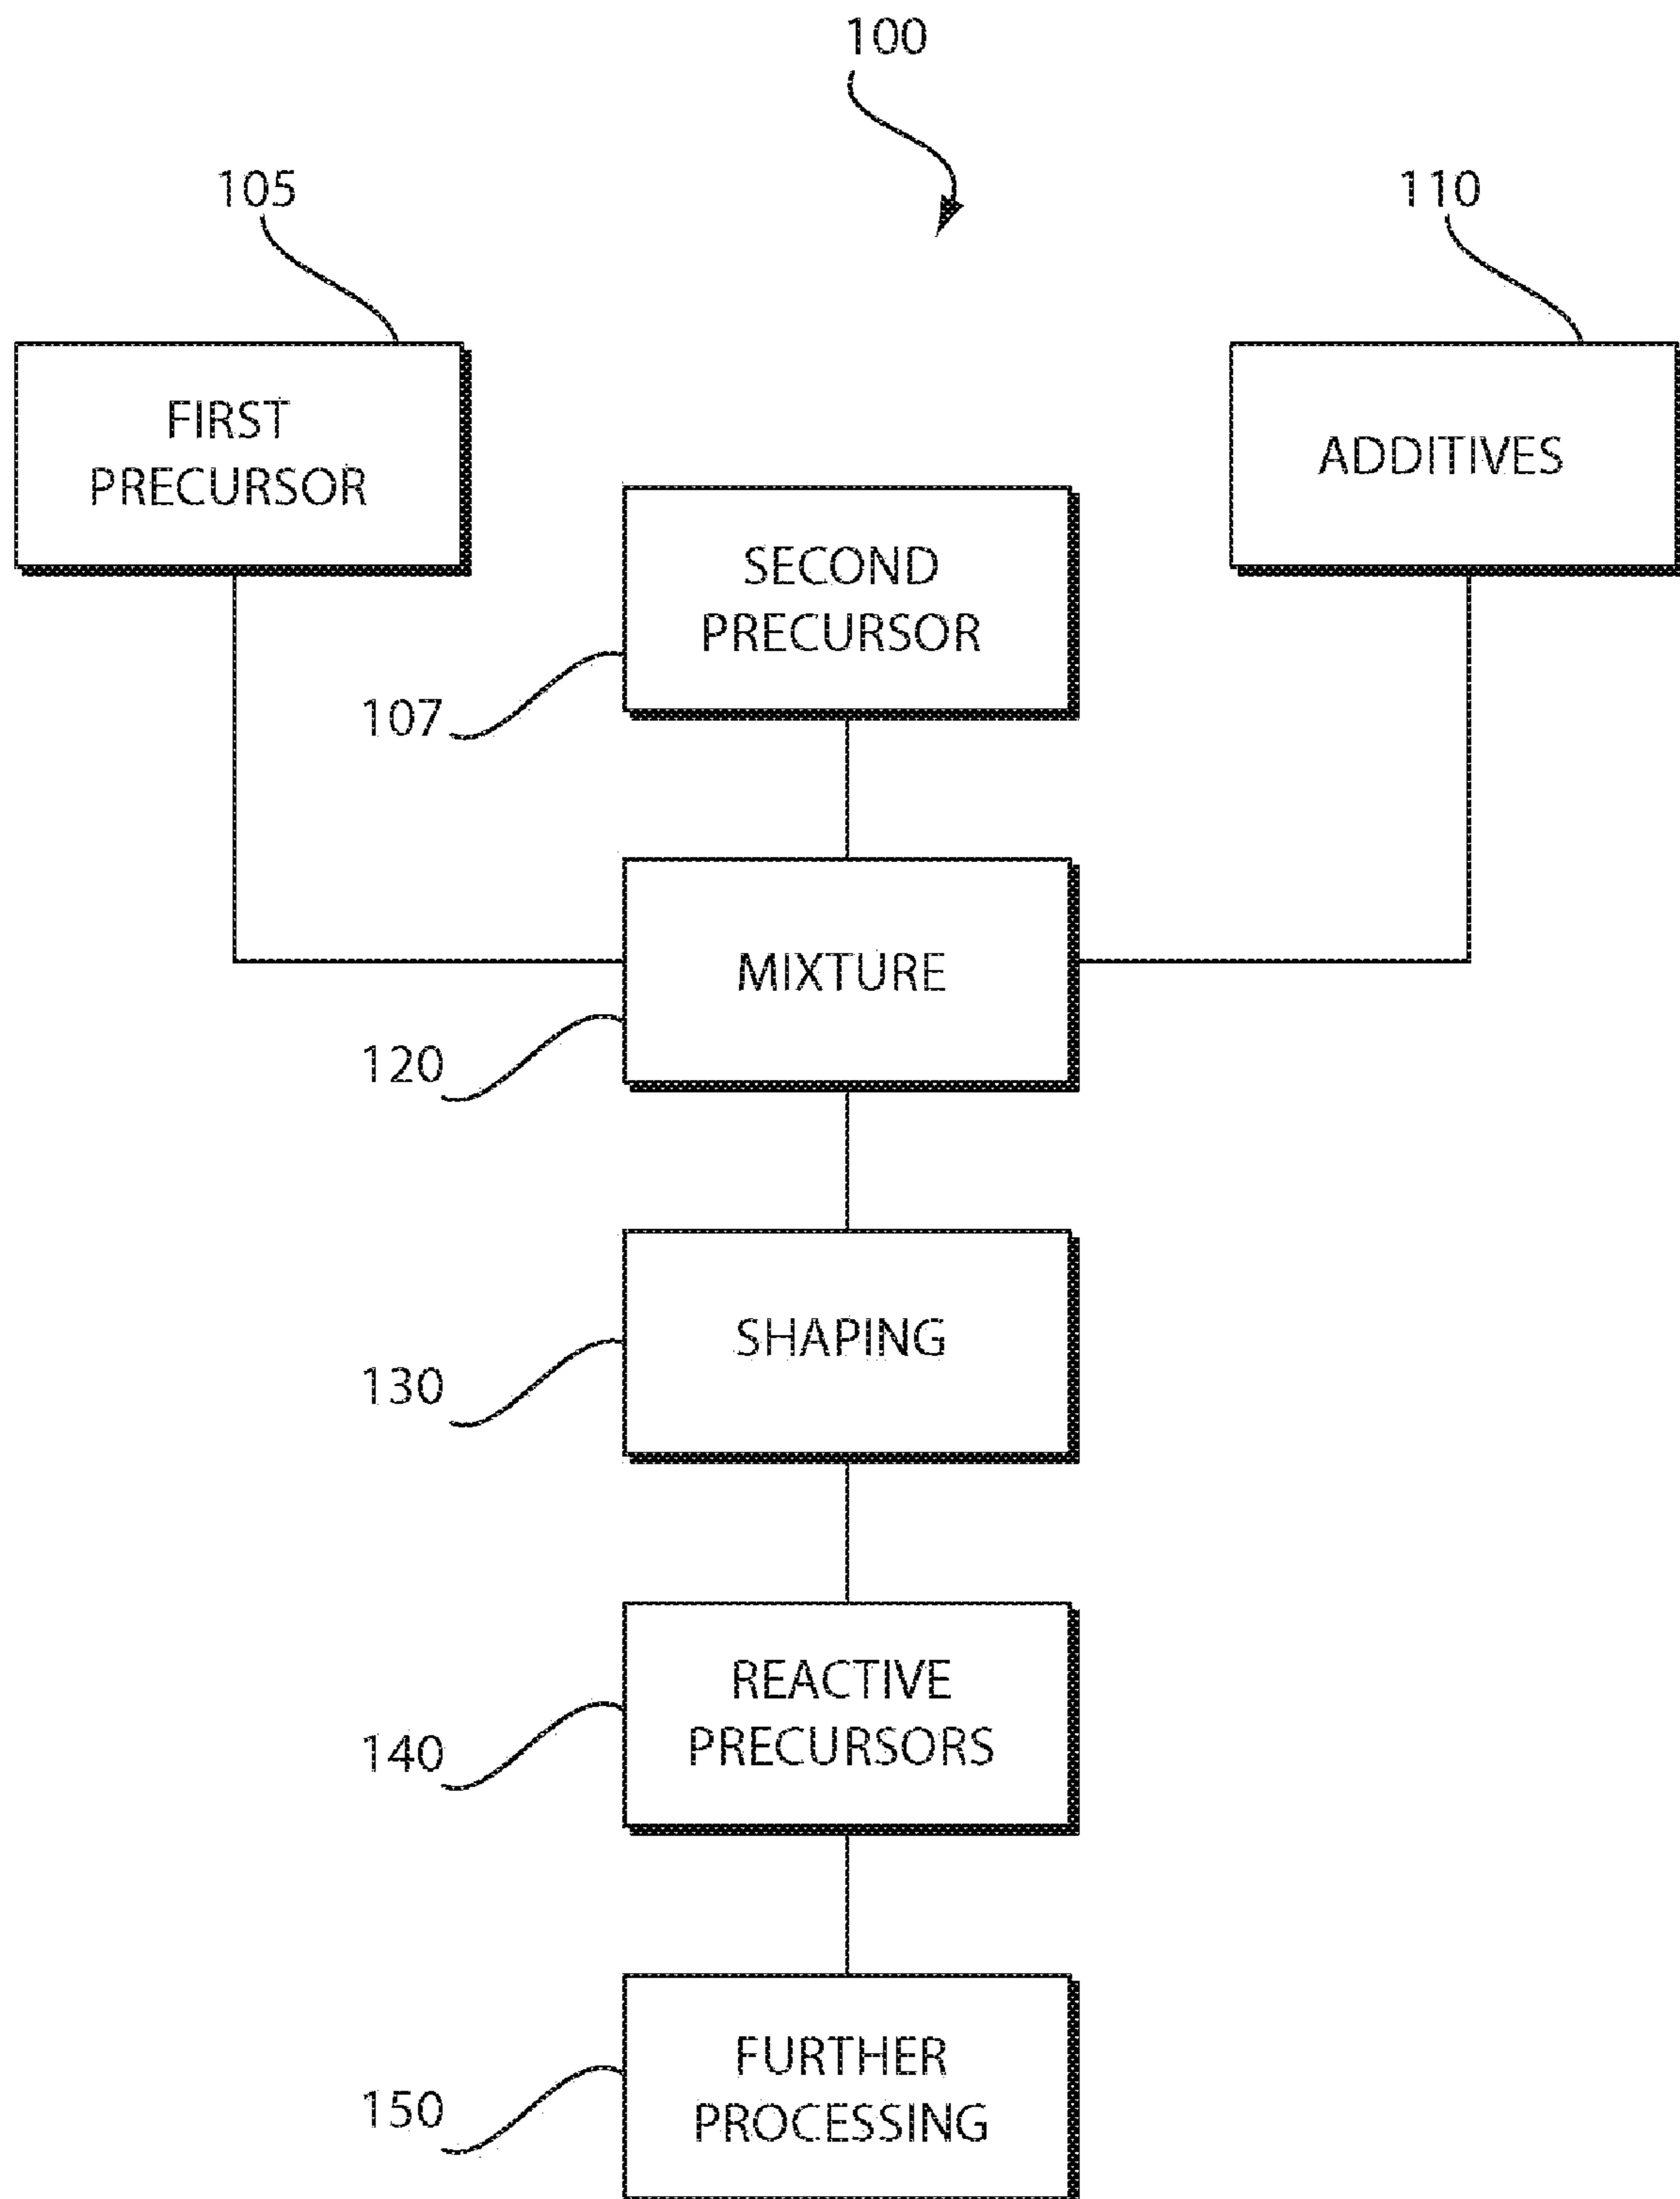 100
105
110
FIRST
PRECURSOR
ADDITIVES
SECOND
PRECURSOR
107
MIXTURE
120
SHAPING
130
REACTIVE
PRECURSORS
140
FURTHER
PROCESSING
150